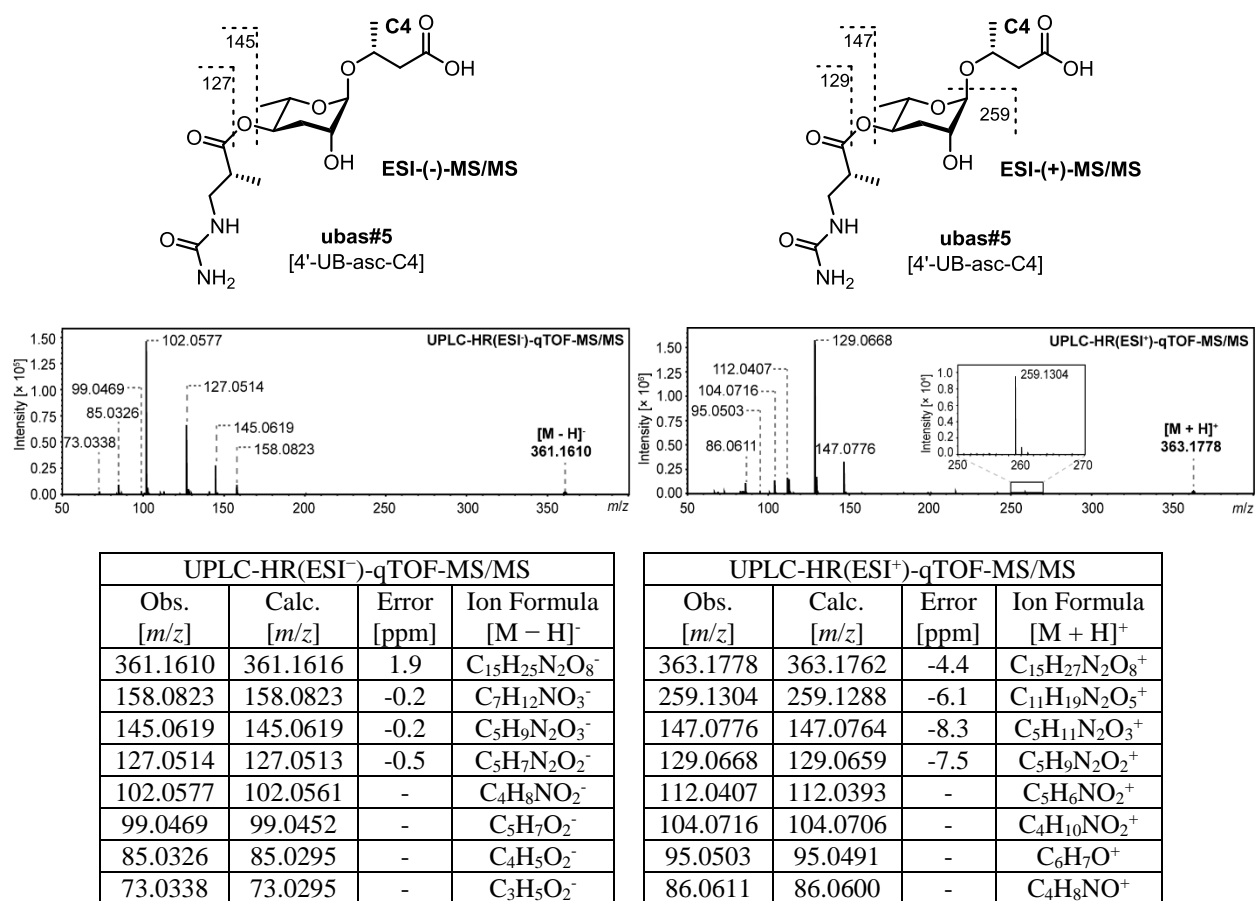 C4
O
OH
O
145
127
O
O
O
OH
ESI-(-)-MS/MS
NH
O
NH2
ubas#5
[4'-UB-asc-C4]
C4
O
OH
O
147
129
O
259
O
O
OH
ESI-(+)-MS/MS
NH
O
NH2
ubas#5
[4'-UB-asc-C4]
UPLC-HR(ESI-)-qTOF-MS/MS
Intensity [× 10⁵]
1.50
1.25
1.00
0.75
0.50
0.25
0.00
50 100 150 200 250 300 350 m/z
102.0577
99.0469
127.0514
85.0326
145.0619
73.0338
158.0823
[M - H]-
361.1610
UPLC-HR(ESI+)-qTOF-MS/MS
Intensity [× 10⁶]
1.50
1.25
1.00
0.75
0.50
0.25
0.00
50 100 150 200 250 300 350 m/z
129.0668
112.0407
104.0716
95.0503
86.0611
147.0776
1.0
0.8
0.6
0.4
0.2
0.0
250 260 270
259.1304
[M + H]+
363.1778
UPLC-HR(ESI−)-qTOF-MS/MS
Obs. [m/z] Calc. [m/z] Error [ppm] Ion Formula [M − H]-
361.1610 361.1616 1.9 C15H25N2O8-
158.0823 158.0823 -0.2 C7H12NO3-
145.0619 145.0619 -0.2 C5H9N2O3-
127.0514 127.0513 -0.5 C5H7N2O2-
102.0577 102.0561 - C4H8NO2-
99.0469 99.0452 - C5H7O2-
85.0326 85.0295 - C4H5O2-
73.0338 73.0295 - C3H5O2-
UPLC-HR(ESI+)-qTOF-MS/MS
Obs. [m/z] Calc. [m/z] Error [ppm] Ion Formula [M + H]+
363.1778 363.1762 -4.4 C15H27N2O8+
259.1304 259.1288 -6.1 C11H19N2O5+
147.0776 147.0764 -8.3 C5H11N2O3+
129.0668 129.0659 -7.5 C5H9N2O2+
112.0407 112.0393 - C5H6NO2+
104.0716 104.0706 - C4H10NO2+
95.0503 95.0491 - C6H7O+
86.0611 86.0600 - C4H8NO+